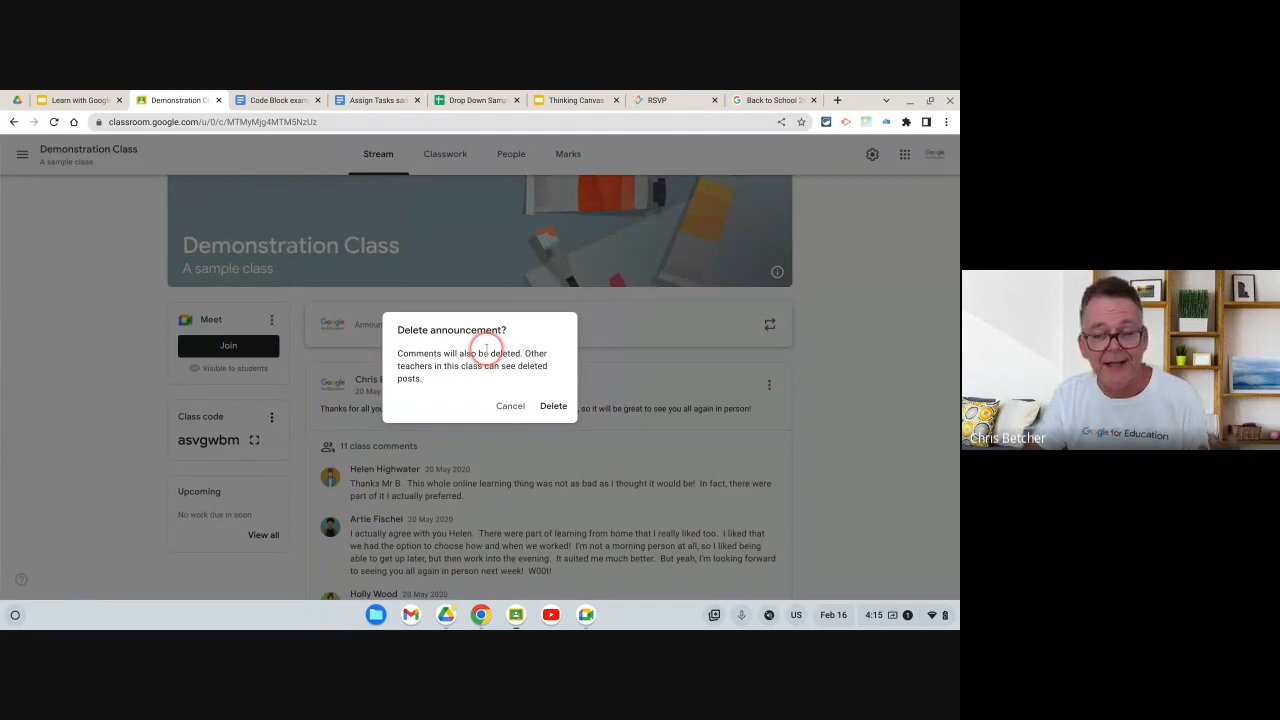 Learn with Googl
Demonstration Cl
Code Block exam
Assign Tasks sam
Drop Down Samp
Thinking Canvas
RSVP
Back to School 2
classroom.google.com/u/0/c/MTMyMjg4MTM5NzUz
Demonstration Class
A sample class
Stream
Classwork
People
Marks
Demonstration Class
A sample class
Meet
Join
Visible to students
Class code
asvgwbm
Upcoming
No work due in soon
View all
Google for Education
Announ
Delete announcement?
Comments will also be deleted. Other
teachers in this class can see deleted
posts.
Cancel
Delete
Google for Education
Chris B
20 May
Thanks for all you
, so it will be great to see you all again in person!
11 class comments
Helen Highwater 20 May 2020
Thanks Mr B. This whole online learning thing was not as bad as I thought it would be! In fact, there were
part of it I actually preferred.
Artie Fischel 20 May 2020
I actually agree with you Helen. There were part of learning from home that I really liked too. I liked that
we had the option to choose how and when we worked! I'm not a morning person at all, so I liked being
able to get up later, but then work into the evening. It suited me much better. But yeah, I'm looking forward
to seeing you all again in person next week! W00t!
Holly Wood 20 May 2020
US
Feb 16
4:15
Google for Education
Chris Betcher